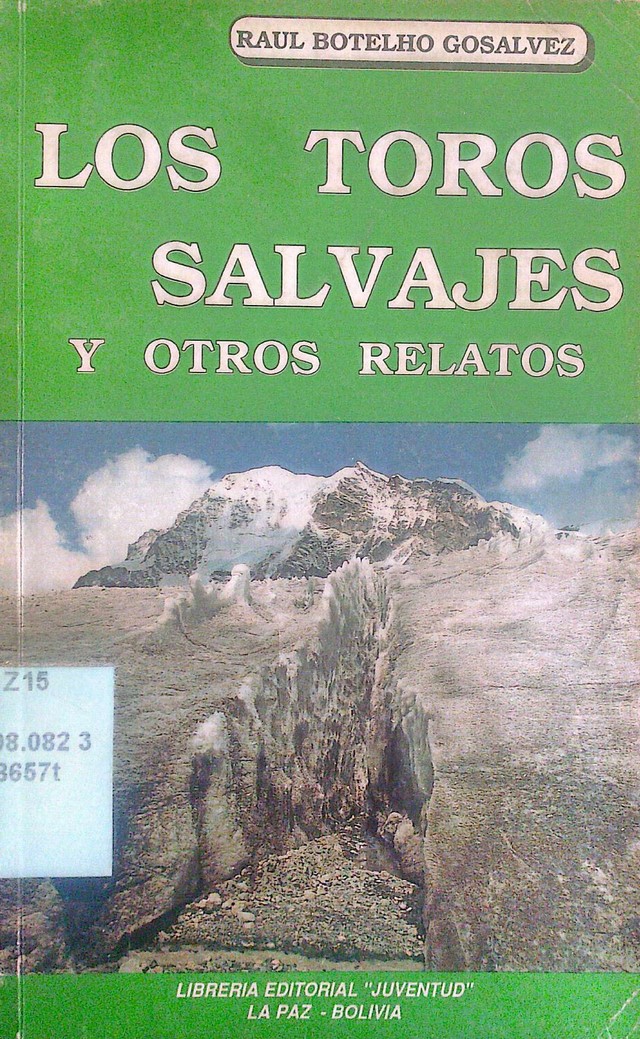 RAUL BOTELHO GOSALVEZ
LOS TOROS
SALVAJES
Y OTROS RELATOS
Z15
08.082 3
3657t
LIBRERIA EDITORIAL "JUVENTUD"
LA PAZ - BOLIVIA